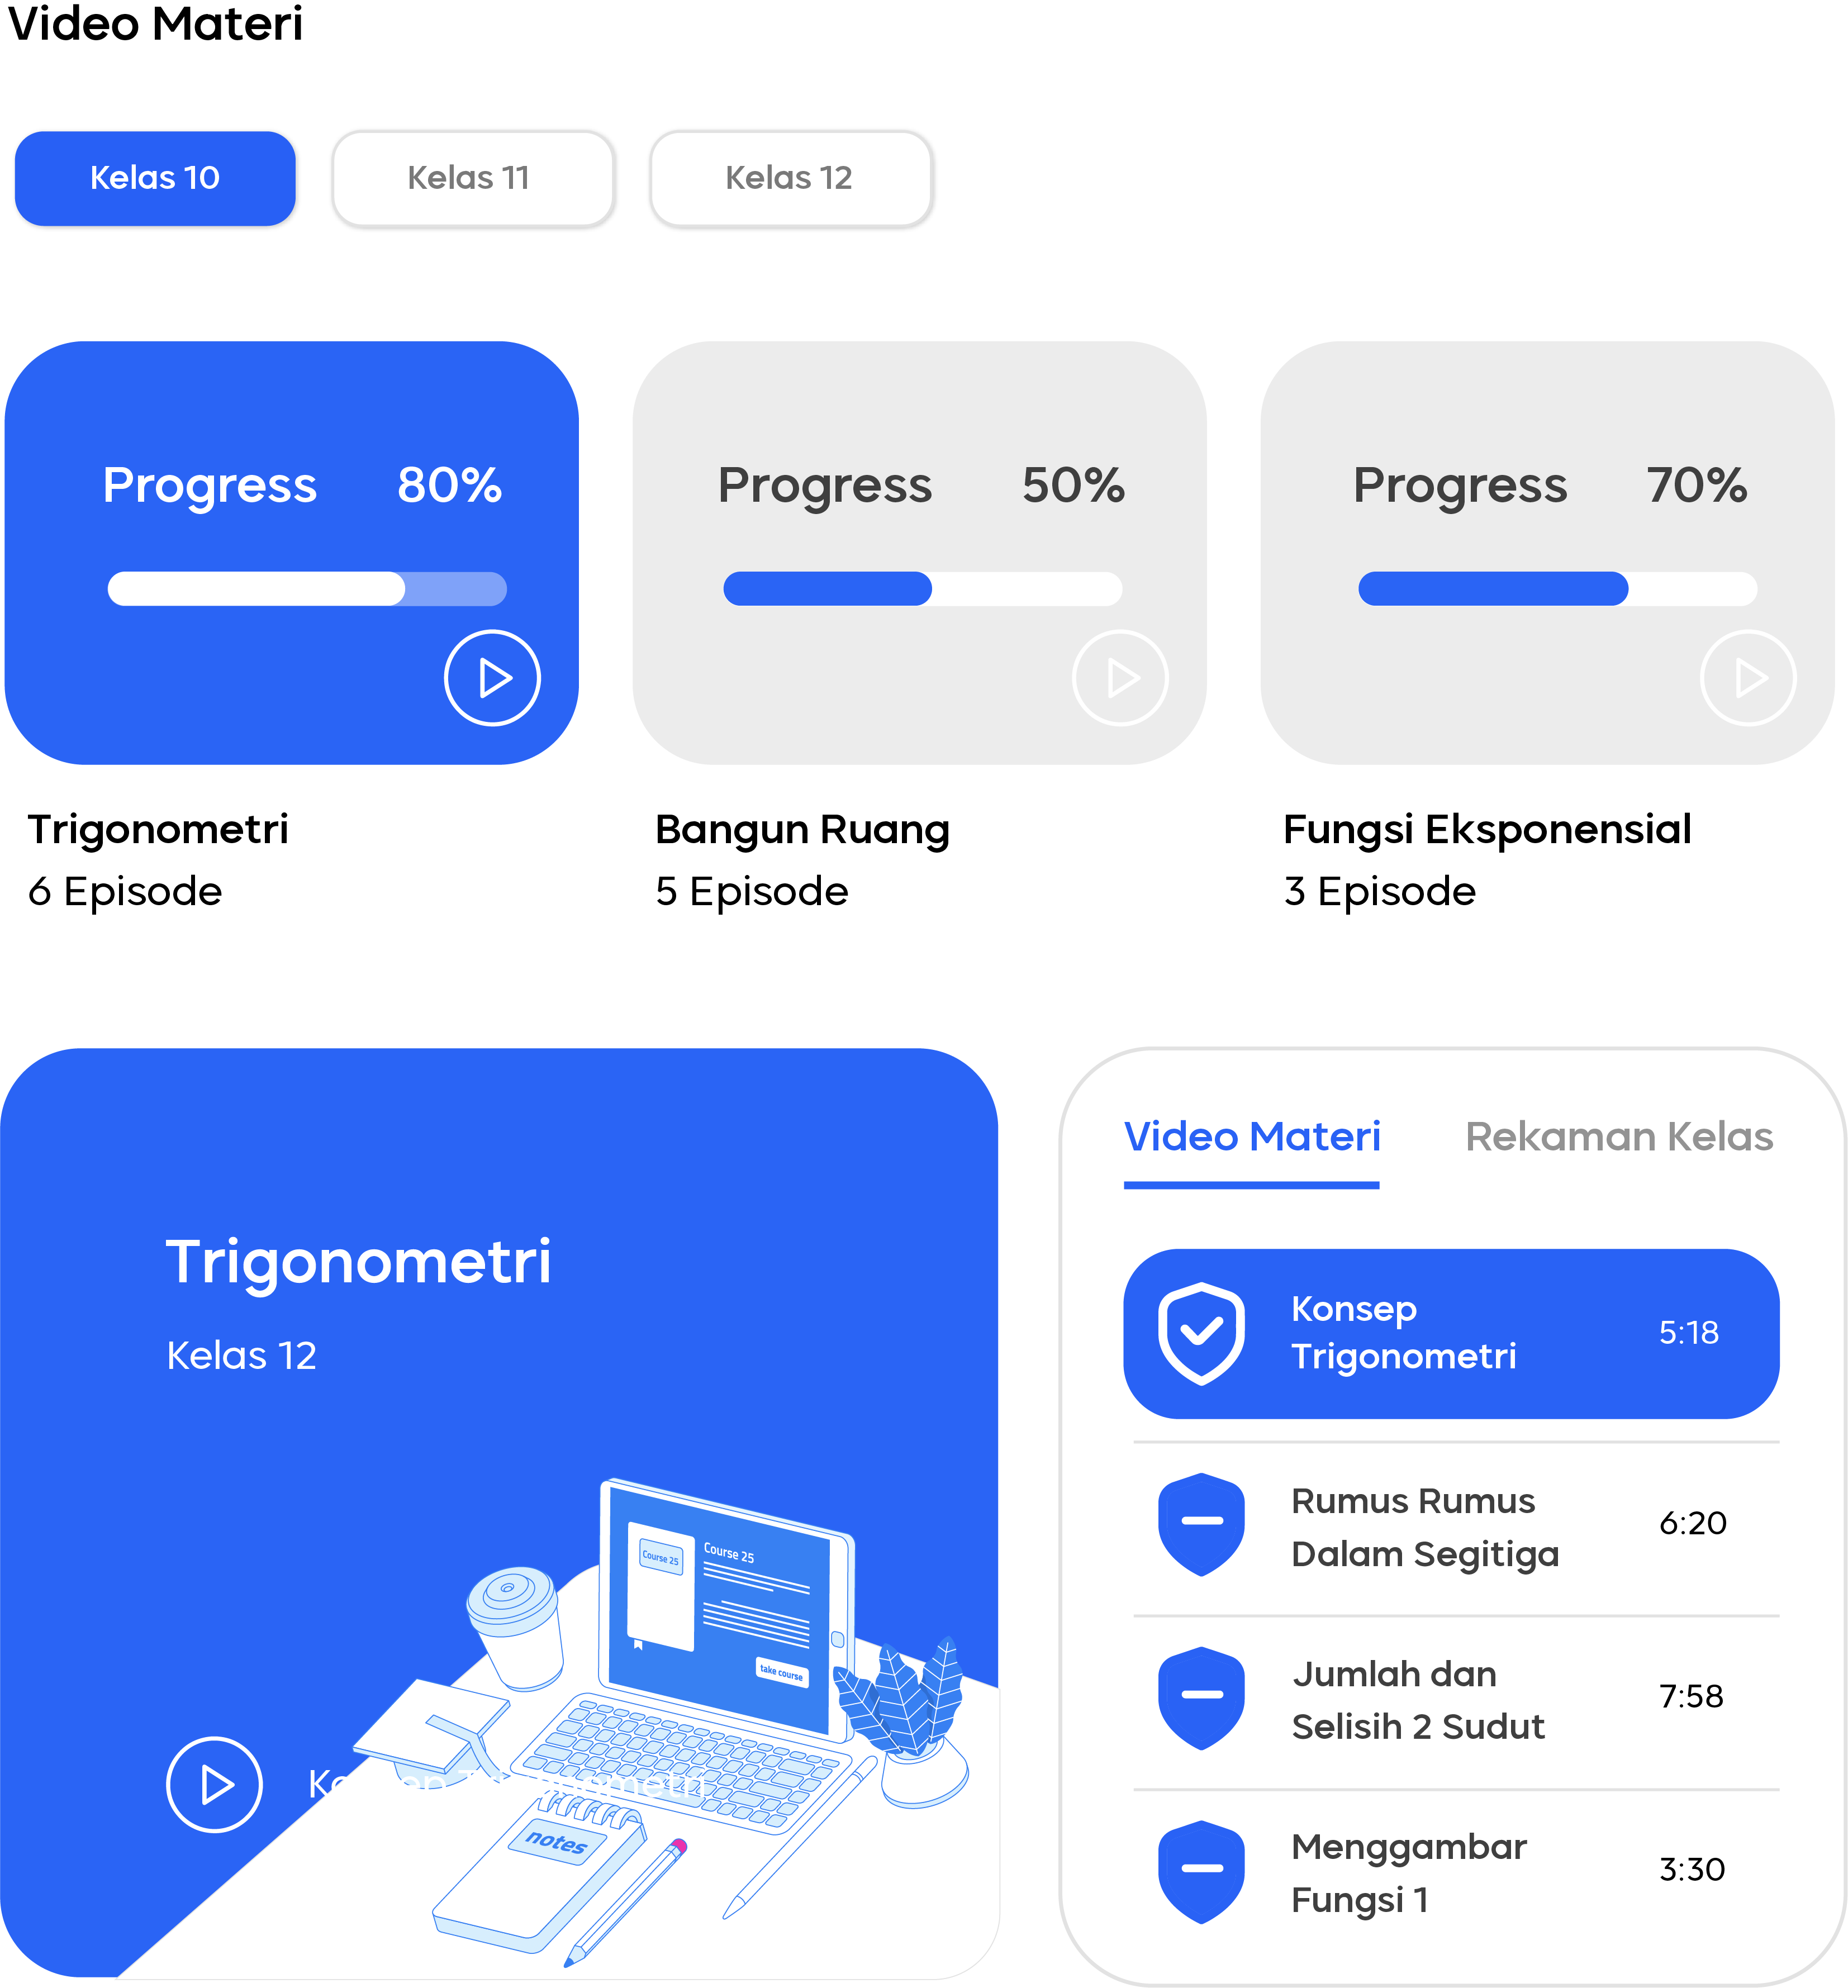 Video Materi
Kelas 10
Kelas 11
Kelas 12
Progress 80%
Progress 50%
Progress 70%
Trigonometri
6 Episode
Bangun Ruang
5 Episode
Fungsi Eksponensial
3 Episode
Trigonometri
Kelas 12
Course 25
Course 25
take course
Konsep Trigonometri
notes
Video Materi
Rekaman Kelas
Konsep
Trigonometri
5:18
Rumus Rumus
Dalam Segitiga
6:20
Jumlah dan
Selisih 2 Sudut
7:58
Menggambar
Fungsi 1
3:30